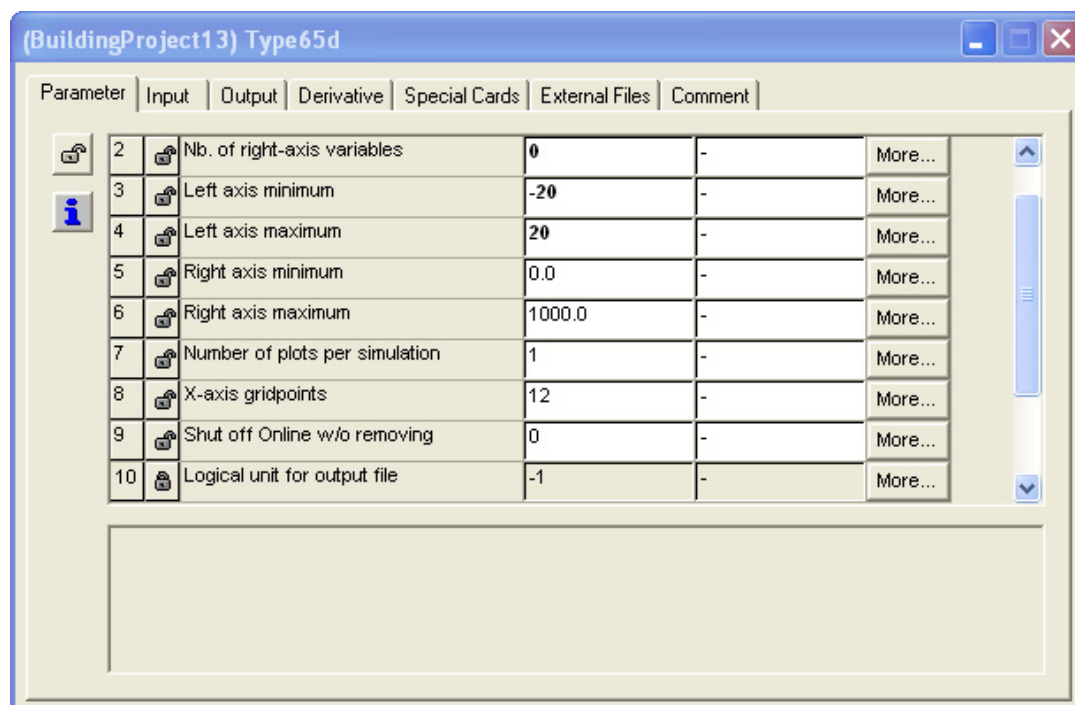 (BuildingProject13) Type65d
Parameter Input Output Derivative Special Cards External Files Comment
2 Nb. of right-axis variables 0 - More...
i 3 Left axis minimum -20 - More...
4 Left axis maximum 20 - More...
5 Right axis minimum 0.0 - More...
6 Right axis maximum 1000.0 - More...
7 Number of plots per simulation 1 - More...
8 X-axis gridpoints 12 - More...
9 Shut off Online w/o removing 0 - More...
10 Logical unit for output file -1 - More...